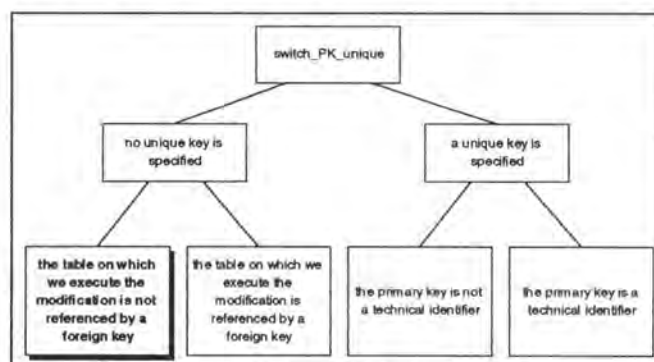 switch_PK_unique
no unique key is
specified
a unique key is
specified
the table on which
we execute the
modification is not
referenced by a
foreign key
the table on which we
execute the
modification is
referenced by a
foreign key
the primary key is not
a technical identifier
the primary key is a
technical identifier